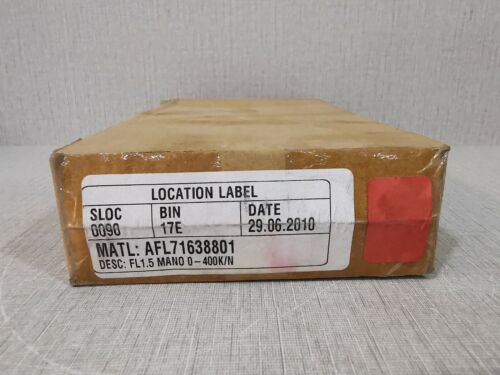 LOCATION LABEL
SLOC BIN DATE
0090 17E 29.06.2010
MATL: AFL71638801
DESC: FL1.5 MANO 0-400K/N